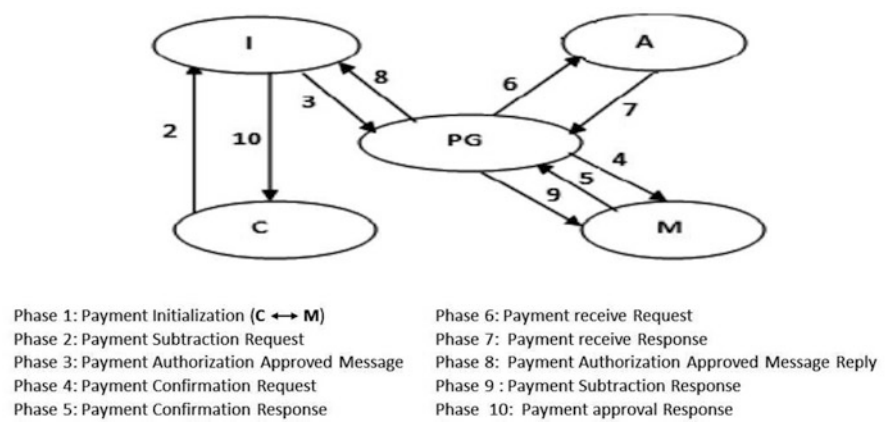 I
A
8
6
3
7
2
10
PG
4
5
9
C
M
Phase 1: Payment Initialization (C ↔ M)
Phase 2: Payment Subtraction Request
Phase 3: Payment Authorization Approved Message
Phase 4: Payment Confirmation Request
Phase 5: Payment Confirmation Response
Phase 6: Payment receive Request
Phase 7: Payment receive Response
Phase 8: Payment Authorization Approved Message Reply
Phase 9 : Payment Subtraction Response
Phase 10: Payment approval Response